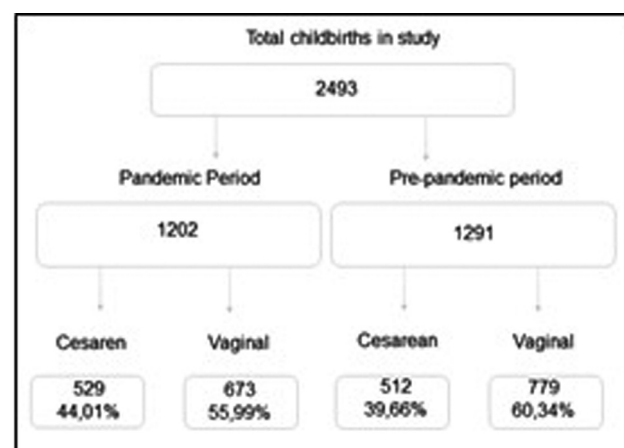 Total childbirths in study
2493
Pandemic Period
Pre-pandemic period
1202
1291
Cesaren
Vaginal
Cesarean
Vaginal
529
44,01%
673
55,99%
512
39,66%
779
60,34%